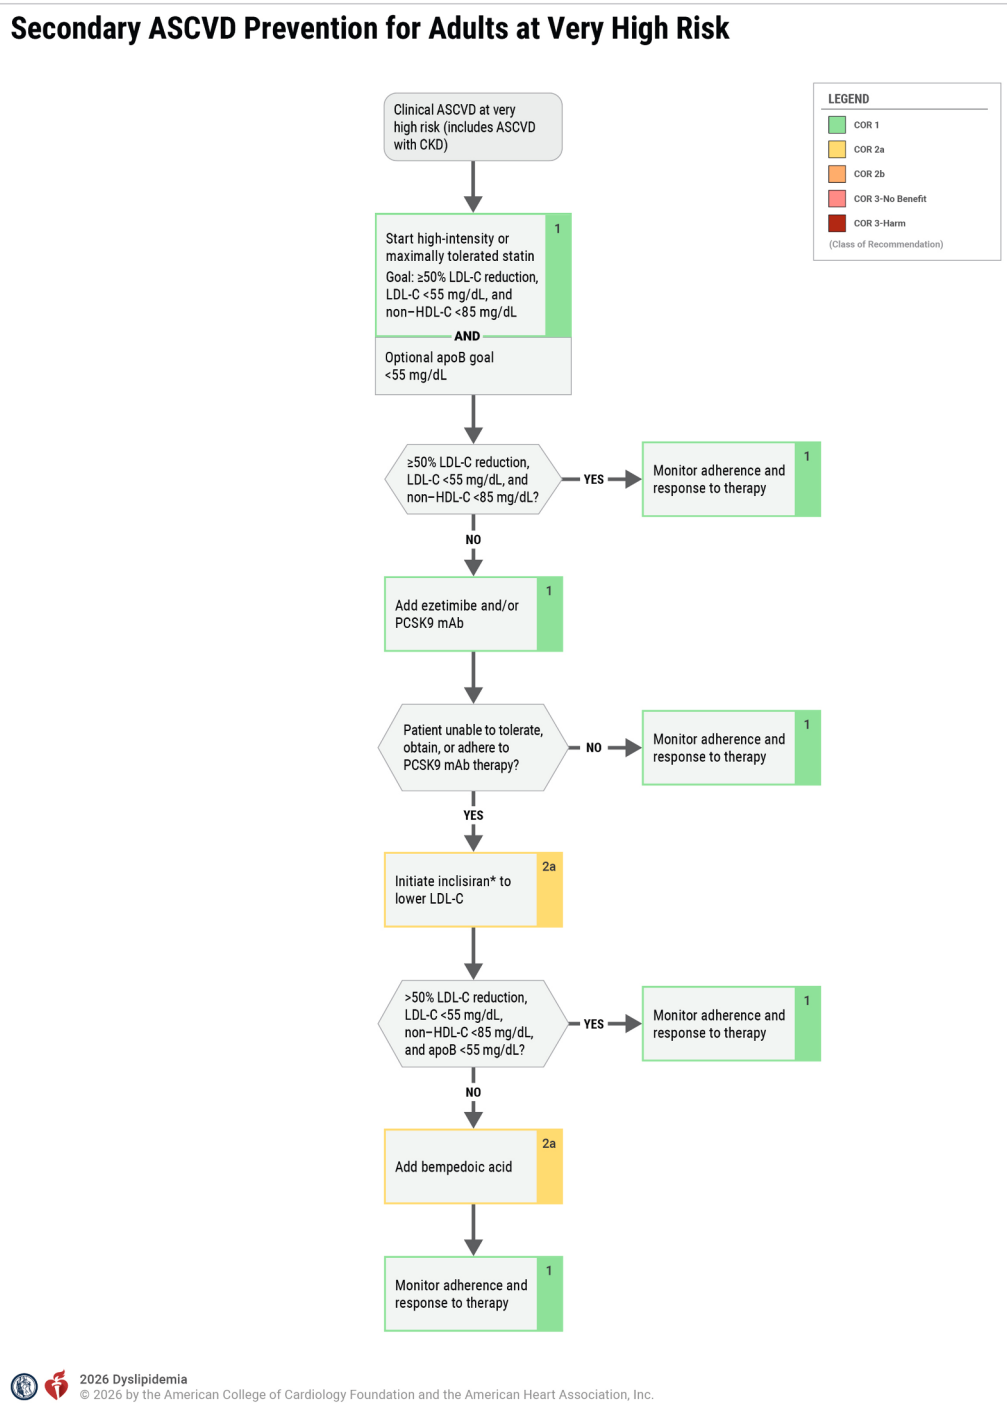 Secondary ASCVD Prevention for Adults at Very High Risk
LEGEND
COR 1
COR 2a
COR 2b
COR 3-No Benefit
COR 3-Harm
(Class of Recommendation)
Clinical ASCVD at very
high risk (includes ASCVD
with CKD)
1
Start high-intensity or
maximally tolerated statin
Goal: ≥50% LDL-C reduction,
LDL-C <55 mg/dL, and
non–HDL-C <85 mg/dL
AND
Optional apoB goal
<55 mg/dL
≥50% LDL-C reduction,
LDL-C <55 mg/dL, and
non–HDL-C <85 mg/dL?
YES
1
Monitor adherence and
response to therapy
NO
1
Add ezetimibe and/or
PCSK9 mAb
Patient unable to tolerate,
obtain, or adhere to
PCSK9 mAb therapy?
NO
1
Monitor adherence and
response to therapy
YES
2a
Initiate inclisiran* to
lower LDL-C
>50% LDL-C reduction,
LDL-C <55 mg/dL,
non–HDL-C <85 mg/dL,
and apoB <55 mg/dL?
YES
1
Monitor adherence and
response to therapy
NO
2a
Add bempedoic acid
1
Monitor adherence and
response to therapy
2026 Dyslipidemia
© 2026 by the American College of Cardiology Foundation and the American Heart Association, Inc.